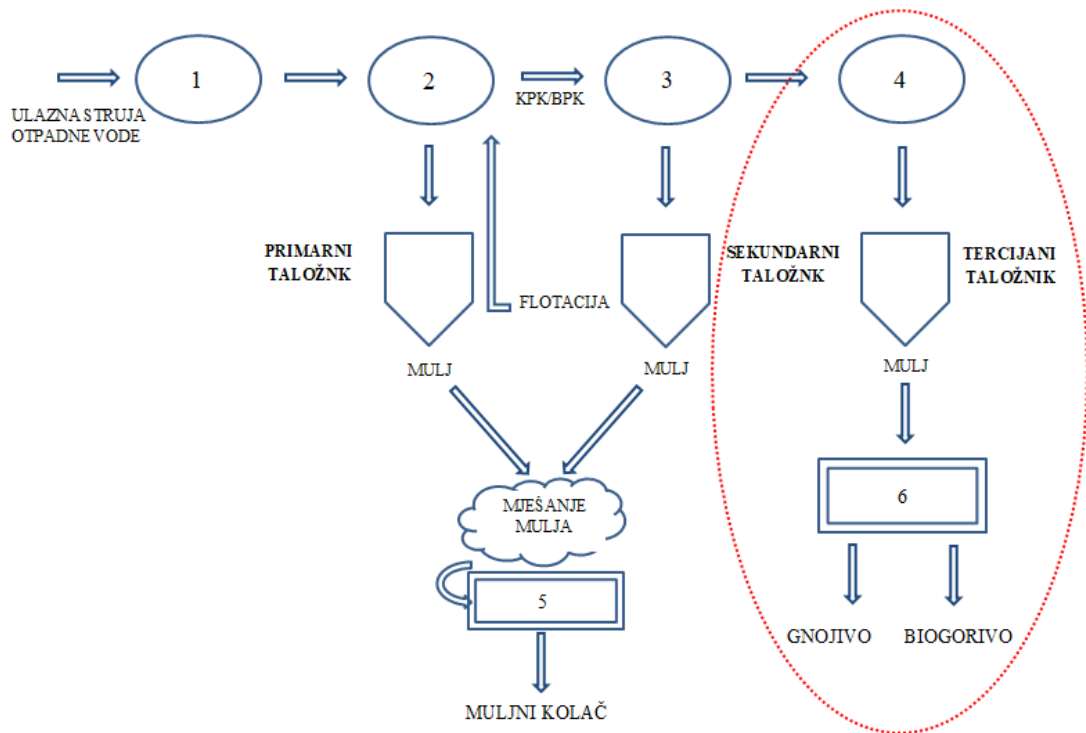 1
2
3
4
ULAZNA STRUJA
OTPADNE VODE
KPK/BPK
PRIMARNI
TALOŽNK
FLOTACIJA
SEKUNDARNI
TALOŽNK
TERCIJANI
TALOŽNIK
MULJ
MULJ
MULJ
MJEŠANJE
MULJA
5
6
GNOJIVO
BIOGORIVO
MULJNI KOLAČ